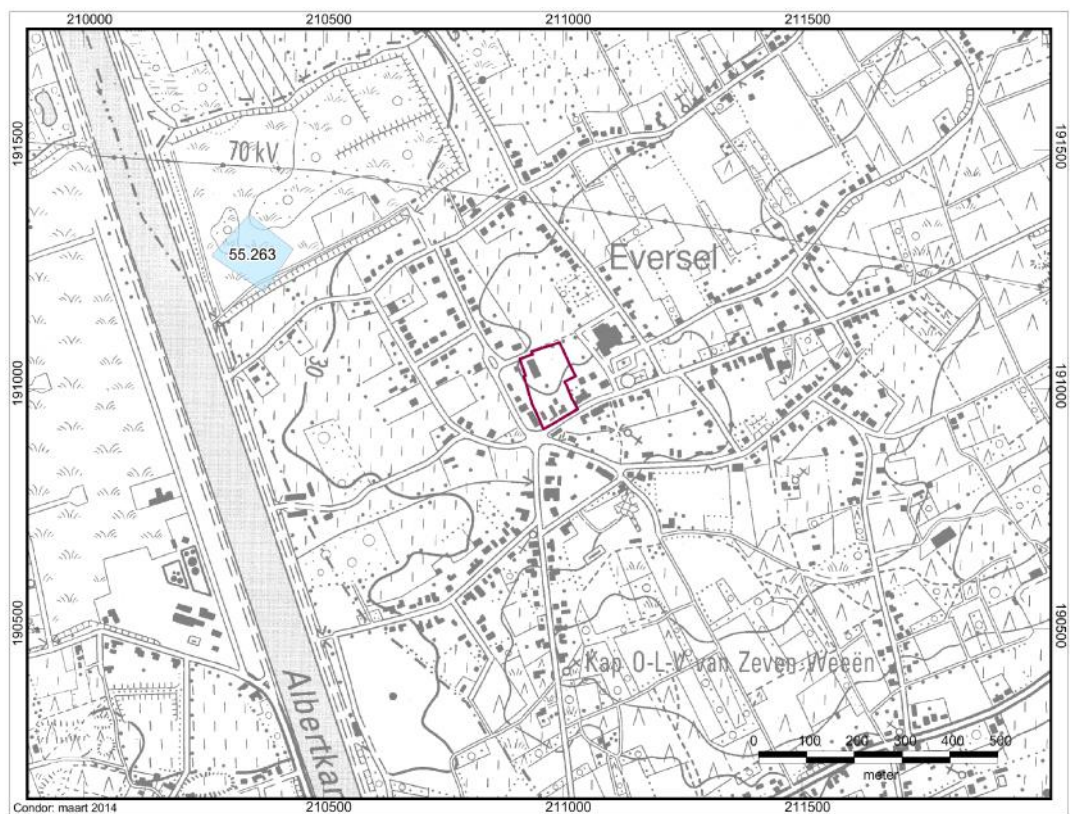 210000 210500 211000 211500
191500
191500
70 kV
55.263
Eversel
30
191000
191000
190500
190500
Kap O-L-V van Zeven Weeën
Albertkan
0 100 200 300 400 500
meter
Condor: maart 2014
210500 211000 211500